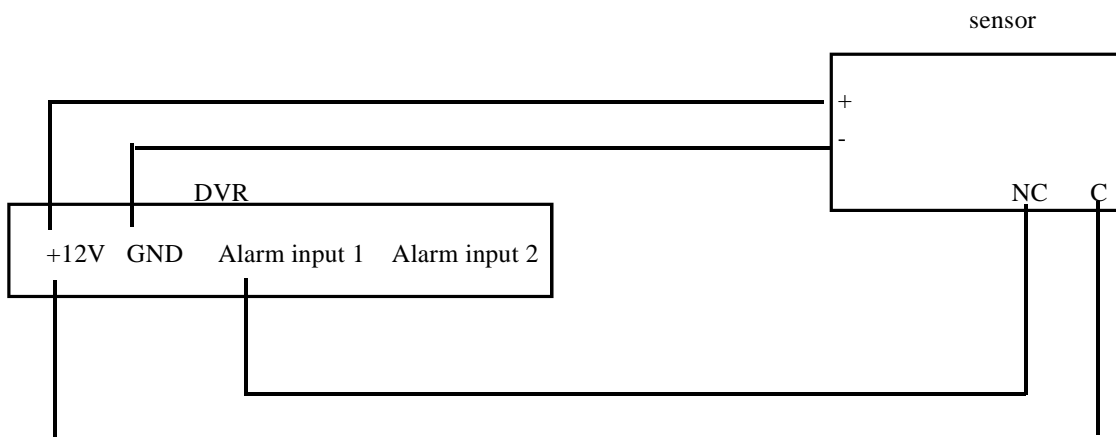 sensor
+
-
DVR
NC C
+12V GND Alarm input 1 Alarm input 2